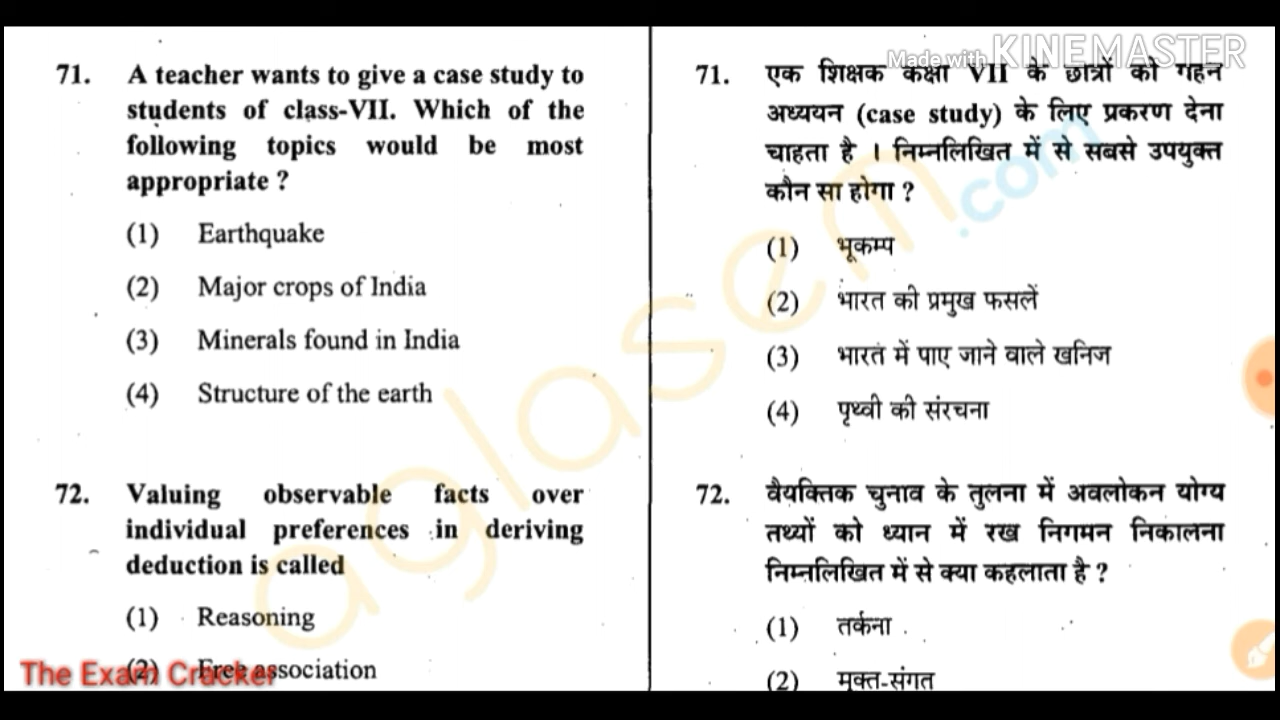 Made with KINEMASTER
71. A teacher wants to give a case study to
students of class-VII. Which of the
following topics would be most
appropriate ?
(1) Earthquake
(2) Major crops of India
(3) Minerals found in India
(4) Structure of the earth
72. Valuing observable facts over
individual preferences in deriving
deduction is called
(1) Reasoning
(2) Free association
71. एक शिक्षक कक्षा VII के छात्रों को गहन
अध्ययन (case study) के लिए प्रकरण देना
चाहता है । निम्नलिखित में से सबसे उपयुक्त
कौन सा होगा ?
(1) भूकम्प
(2) भारत की प्रमुख फसलें
(3) भारत में पाए जाने वाले खनिज
(4) पृथ्वी की संरचना
72. वैयक्तिक चुनाव के तुलना में अवलोकन योग्य
तथ्यों को ध्यान में रख निगमन निकालना
निम्नलिखित में से क्या कहलाता है ?
(1) तर्कना
(2) मुक्त-संगत
aglasem.com
The Exam Cracker